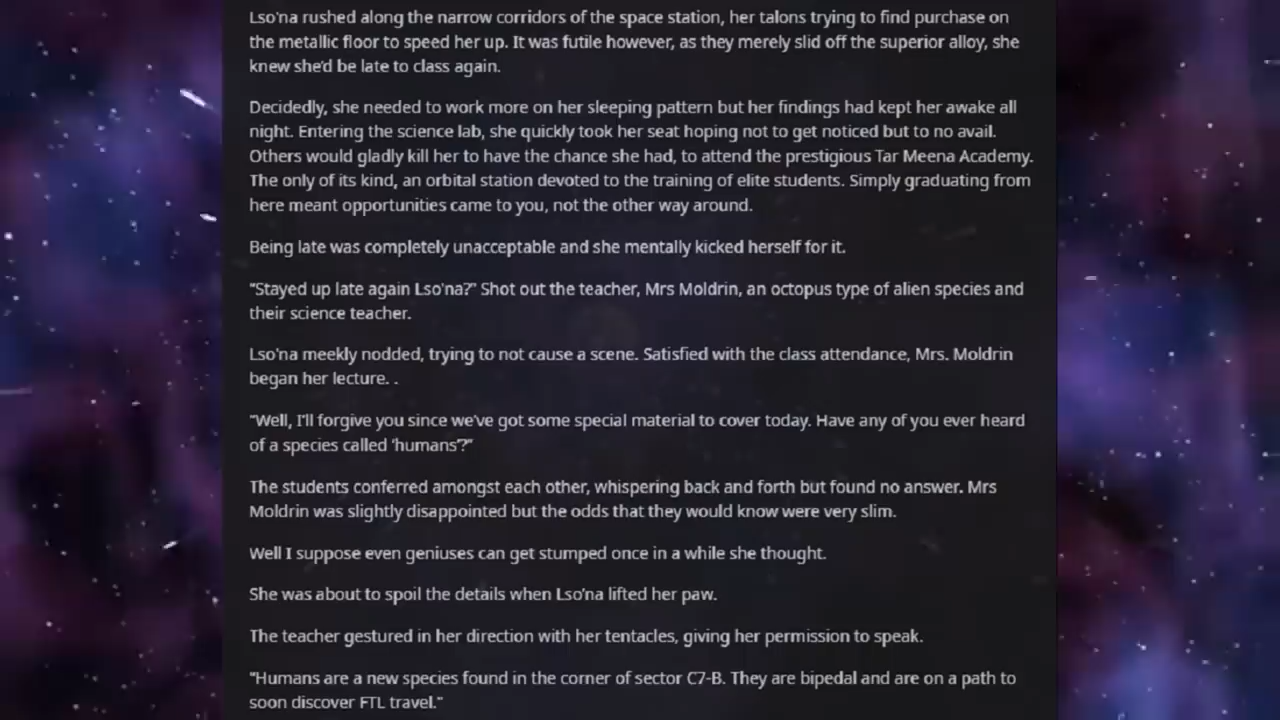 Lso'na rushed along the narrow corridors of the space station, her talons trying to find purchase on
the metallic floor to speed her up. It was futile however, as they merely slid off the superior alloy, she
knew she'd be late to class again.
Decidedly, she needed to work more on her sleeping pattern but her findings had kept her awake all
night. Entering the science lab, she quickly took her seat hoping not to get noticed but to no avail.
Others would gladly kill her to have the chance she had, to attend the prestigious Tar Meena Academy.
The only of its kind, an orbital station devoted to the training of elite students. Simply graduating from
here meant opportunities came to you, not the other way around.
Being late was completely unacceptable and she mentally kicked herself for it.
"Stayed up late again Lso'na?" Shot out the teacher, Mrs Moldrin, an octopus type of alien species and
their science teacher.
Lso'na meekly nodded, trying to not cause a scene. Satisfied with the class attendance, Mrs. Moldrin
began her lecture. .
"Well, I'll forgive you since we've got some special material to cover today. Have any of you ever heard
of a species called 'humans'?"
The students conferred amongst each other, whispering back and forth but found no answer. Mrs
Moldrin was slightly disappointed but the odds that they would know were very slim.
Well I suppose even geniuses can get stumped once in a while she thought.
She was about to spoil the details when Lso'na lifted her paw.
The teacher gestured in her direction with her tentacles, giving her permission to speak.
"Humans are a new species found in the corner of sector C7-B. They are bipedal and are on a path to
soon discover FTL travel."